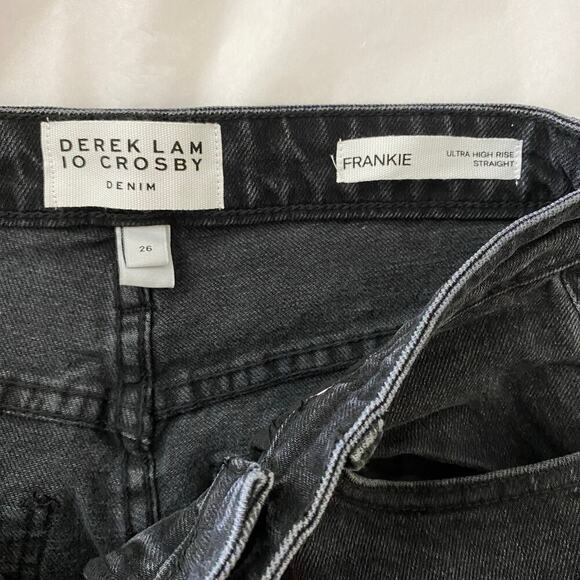 DEREK LAM
10 CROSBY
DENIM
FRANKIE
ULTRA HIGH RISE
STRAIGHT
26